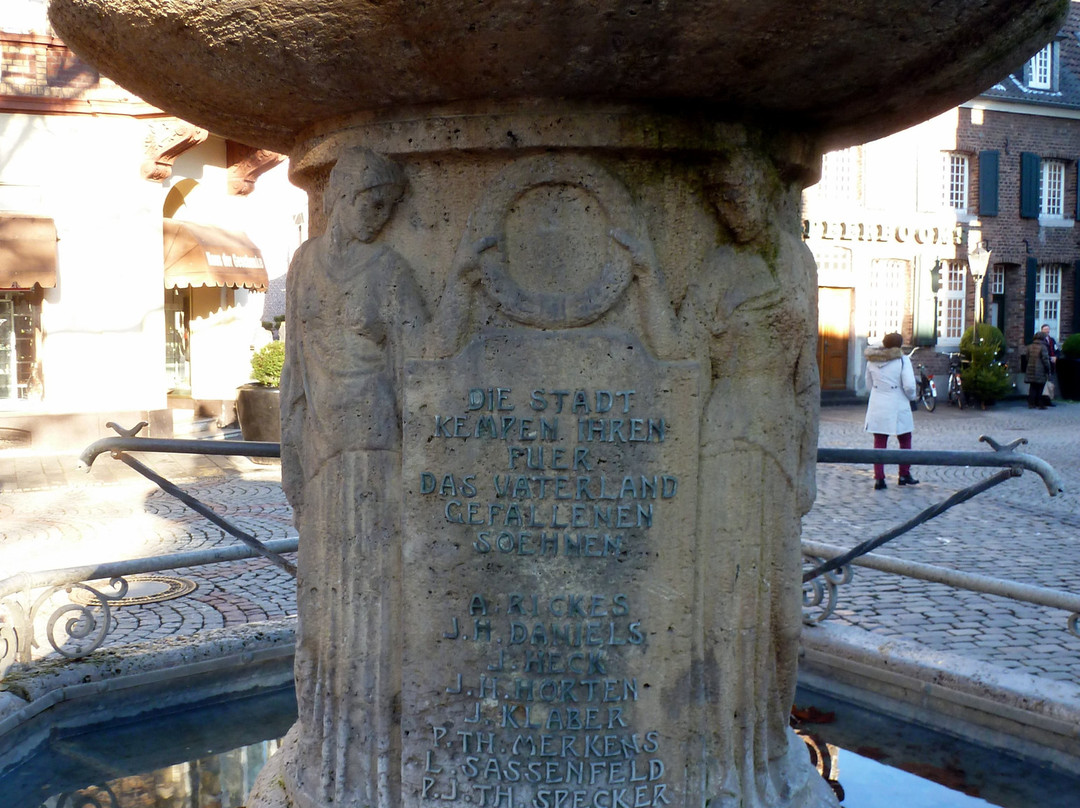 DIE STADT
KEMPEN IHREN
FUER
DAS VATERLAND
GEFALLENEN
SOEHNEN
A. RICKES
J.H. DANIELS
J. HECK
J.H. HORTEN
J. KLABER
P. TH. MERKENS
L. SASSENFELD
P.J. TH. SPECKER